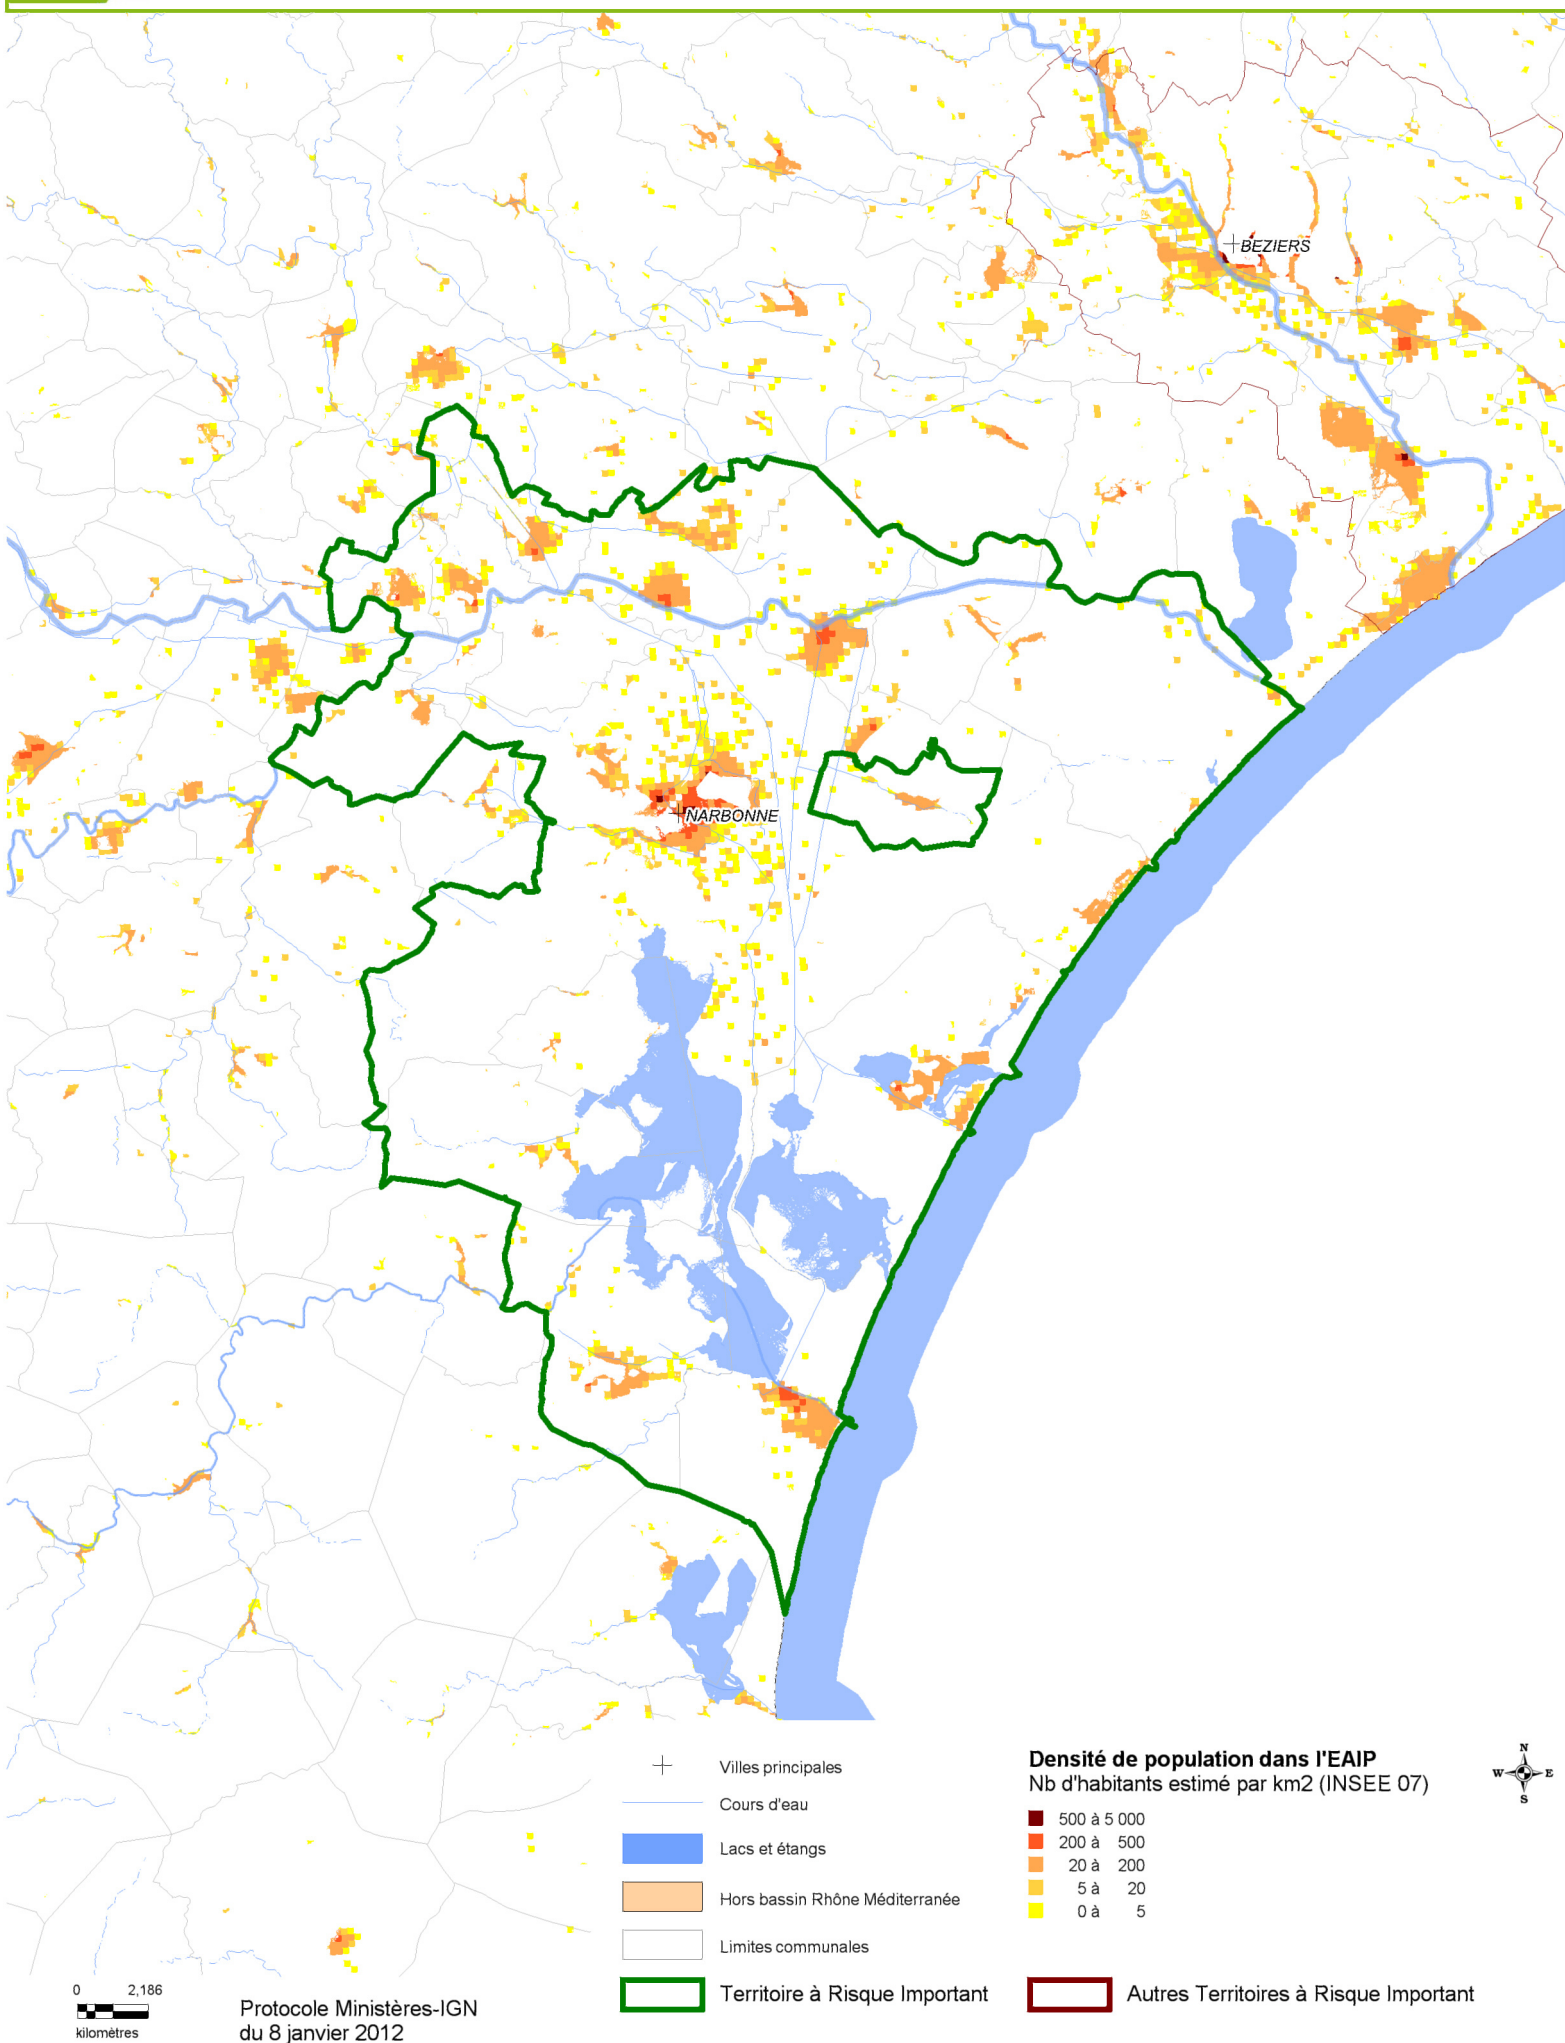 BEZIERS
NARBONNE
Villes principales
Cours d'eau
Lacs et étangs
Hors bassin Rhône Méditerranée
Limites communales
Territoire à Risque Important
Densité de population dans l'EAIP
Nb d'habitants estimé par km2 (INSEE 07)
500 à 5 000
200 à 500
20 à 200
5 à 20
0 à 5
Autres Territoires à Risque Important
N
W E
S
0 2,186
kilomètres
Protocole Ministères-IGN
du 8 janvier 2012